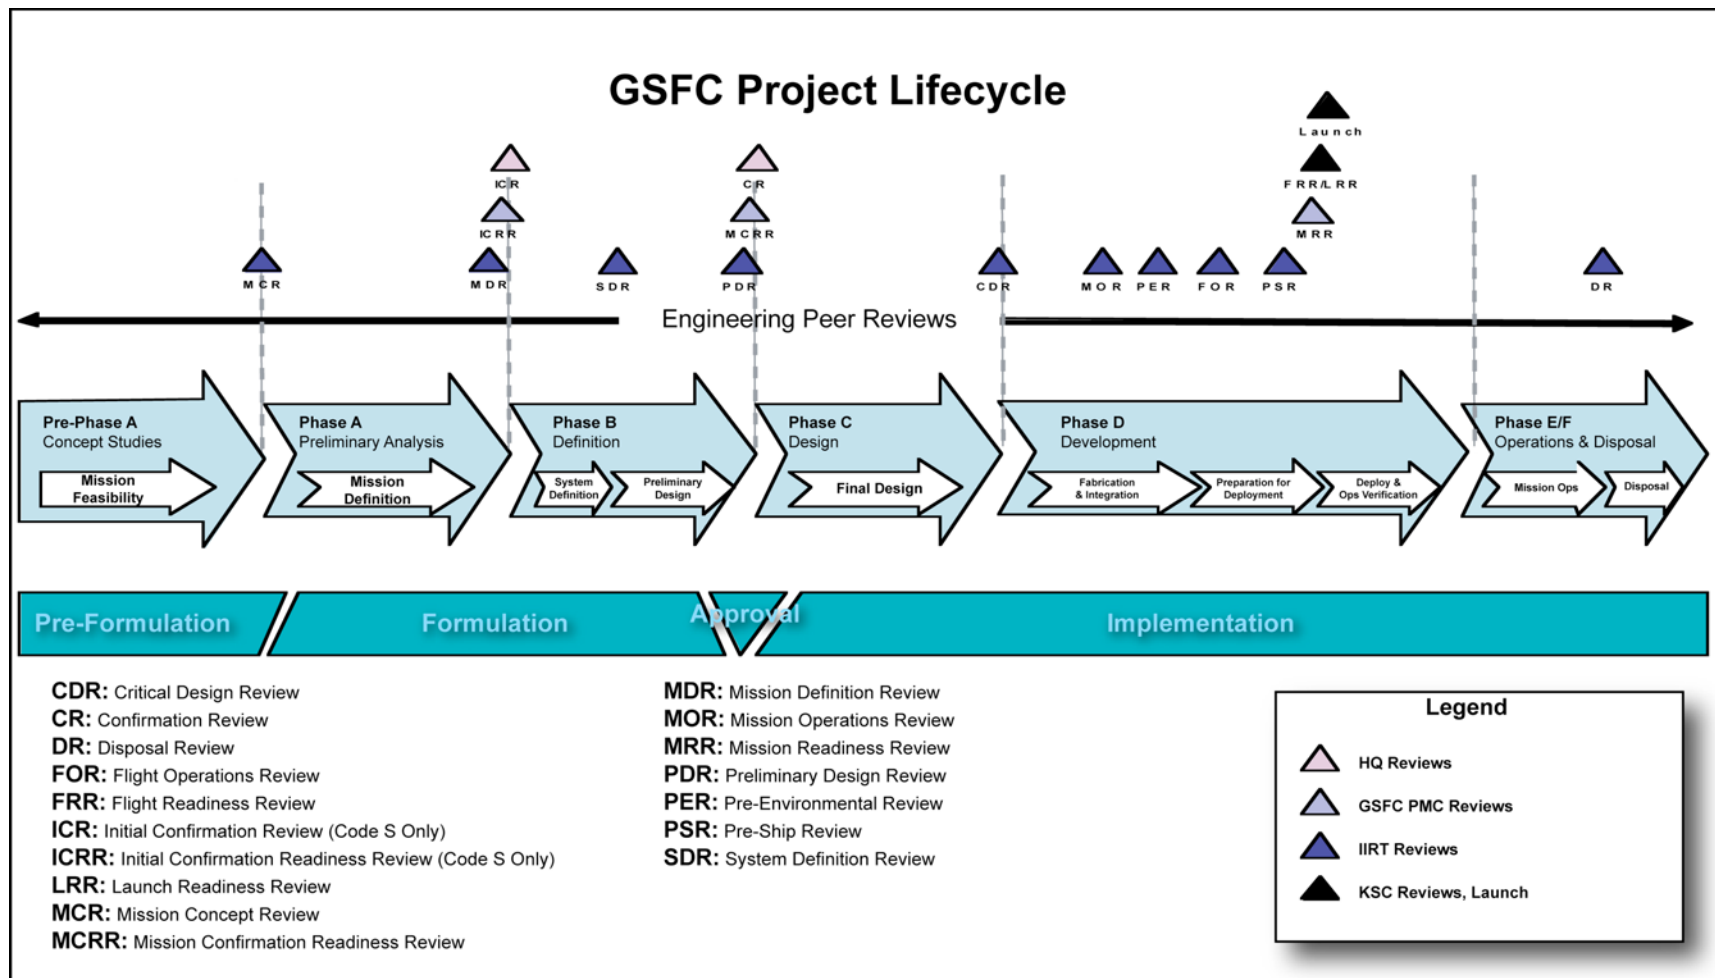 GSFC Project Lifecycle
Launch
ICR
CR
FRR/LRR
ICRR
MCRR
MRR
MCR
MDR
SDR
PDR
CDR
MOR
PER
FOR
PSR
DR
Engineering Peer Reviews
Pre-Phase A
Concept Studies
Mission
Feasibility
Phase A
Preliminary Analysis
Mission
Definition
Phase B
Definition
System
Definition
Preliminary
Design
Phase C
Design
Final Design
Phase D
Development
Fabrication
& Integration
Preparation for
Deployment
Deploy &
Ops Verification
Phase E/F
Operations & Disposal
Mission Ops
Disposal
Pre-Formulation
Formulation
Approval
Implementation
CDR: Critical Design Review
CR: Confirmation Review
DR: Disposal Review
FOR: Flight Operations Review
FRR: Flight Readiness Review
ICR: Initial Confirmation Review (Code S Only)
ICRR: Initial Confirmation Readiness Review (Code S Only)
LRR: Launch Readiness Review
MCR: Mission Concept Review
MCRR: Mission Confirmation Readiness Review
MDR: Mission Definition Review
MOR: Mission Operations Review
MRR: Mission Readiness Review
PDR: Preliminary Design Review
PER: Pre-Environmental Review
PSR: Pre-Ship Review
SDR: System Definition Review
Legend
HQ Reviews
GSFC PMC Reviews
IIRT Reviews
KSC Reviews, Launch